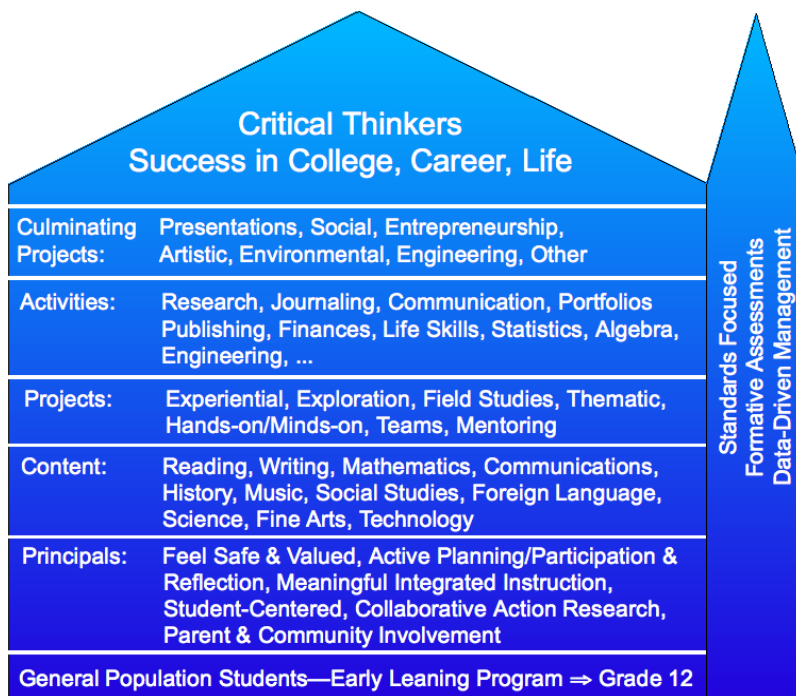 Critical Thinkers
Success in College, Career, Life
Culminating Projects: Presentations, Social, Entrepreneurship,
Artistic, Environmental, Engineering, Other
Activities: Research, Journaling, Communication, Portfolios
Publishing, Finances, Life Skills, Statistics, Algebra,
Engineering, ...
Projects: Experiential, Exploration, Field Studies, Thematic,
Hands-on/Minds-on, Teams, Mentoring
Content: Reading, Writing, Mathematics, Communications,
History, Music, Social Studies, Foreign Language,
Science, Fine Arts, Technology
Principals: Feel Safe & Valued, Active Planning/Participation &
Reflection, Meaningful Integrated Instruction,
Student-Centered, Collaborative Action Research,
Parent & Community Involvement
General Population Students—Early Leaning Program ⇒ Grade 12
Standards Focused
Formative Assessments
Data-Driven Management